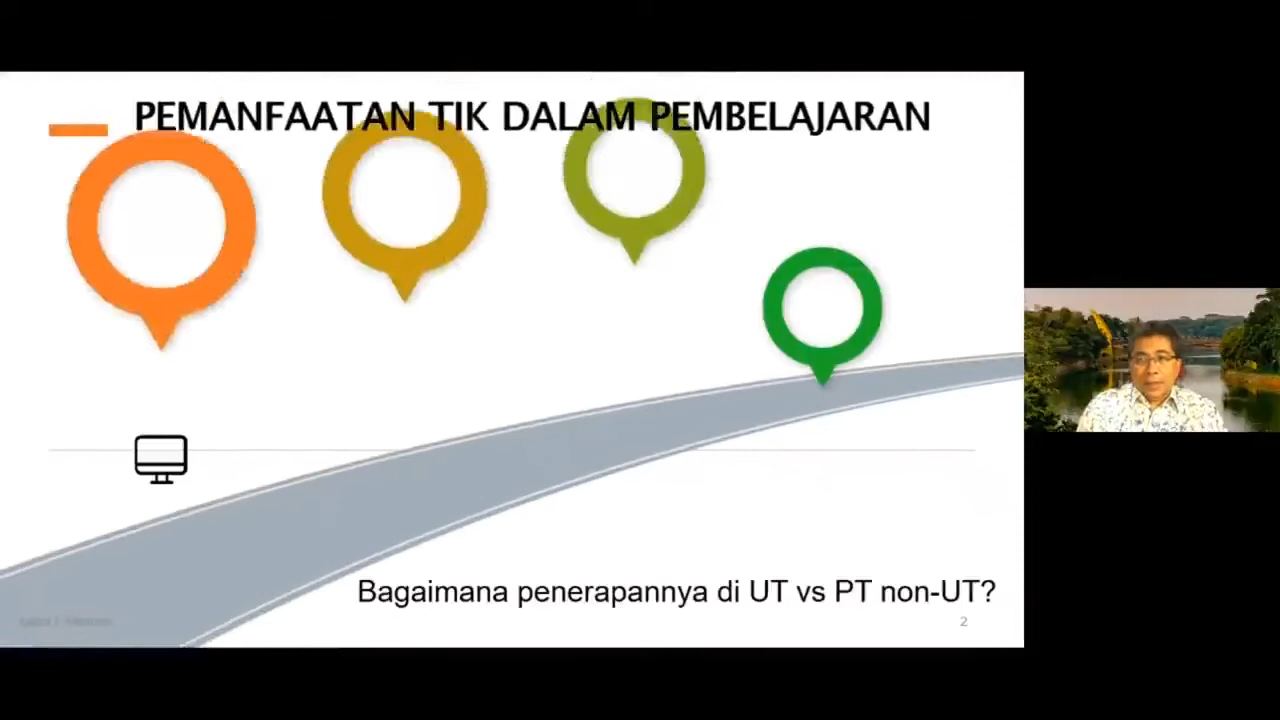 PEMANFAATAN TIK DALAM PEMBELAJARAN
Bagaimana penerapannya di UT vs PT non-UT?
2